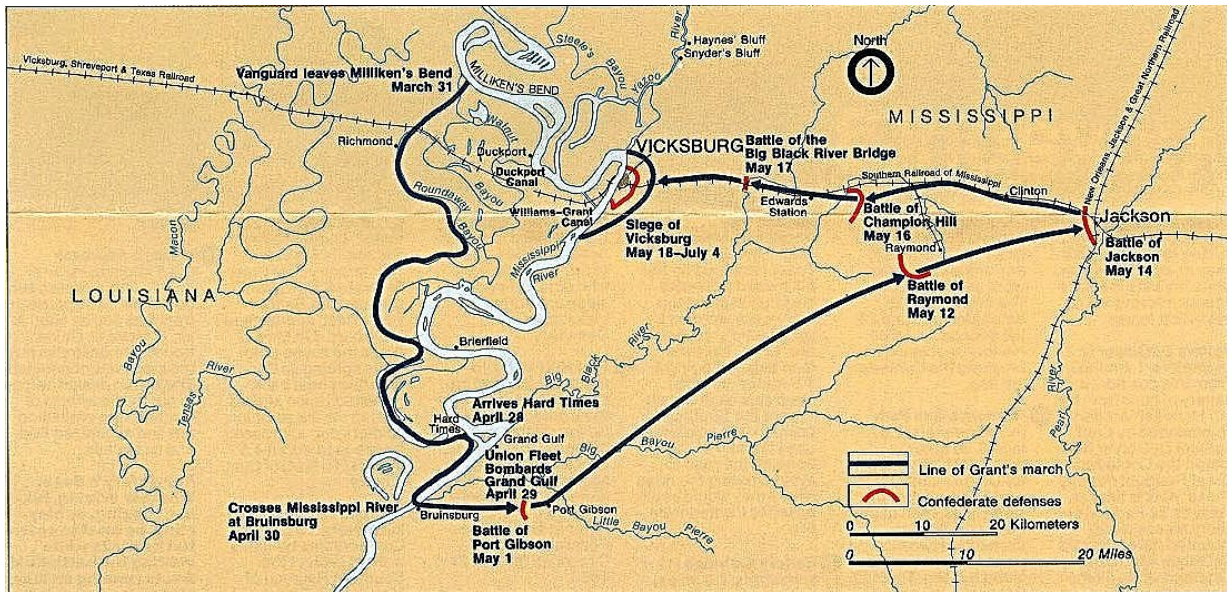 Haynes' Bluff
Snyder's Bluff
Steele's
Bayou
River
Yazoo
North
Vicksburg, Shreveport & Texas Railroad
Vanguard leaves Milliken's Bend
March 31
MILLIKEN'S BEND
MISSISSIPPI
New Orleans, Jackson & Great Northern Railroad
Richmond
Walnut
Bayou
Duckport
Duckport
Canal
VICKSBURG
Battle of the
Big Black River Bridge
May 17
Southern Railroad of Mississippi
Clinton
Edwards
Station
Roundaway
Bayou
Williams-Grant
Canal
Siege of
Vicksburg
May 18–July 4
Battle of
Champion Hill
May 16
Raymond
Jackson
Battle of
Jackson
May 14
Battle of
Raymond
May 12
Mississippi
River
Macon
Bayou
LOUISIANA
Tensas
River
Brierfield
Big
Black
River
Hard
Times
Arrives Hard Times
April 28
Grand Gulf
Union Fleet
Bombards
Grand Gulf
April 29
Big
Bayou
Pierre
Pearl
River
Crosses Mississippi River
at Bruinsburg
April 30
Bruinsburg
Port Gibson
Battle of
Port Gibson
May 1
Little
Bayou
Pierre
Line of Grant's march
Confederate defenses
0 10 20 Kilometers
0 10 20 Miles